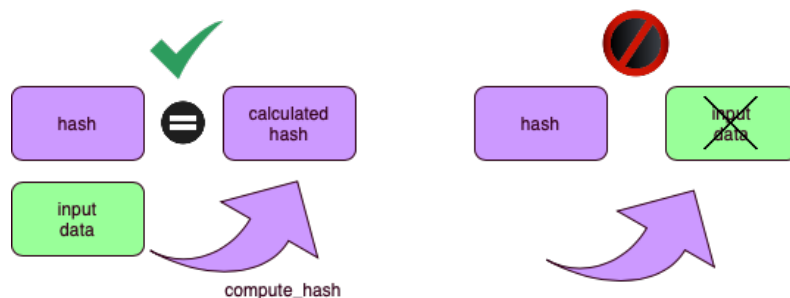 hash
calculated
hash
input
data
compute_hash
hash
input
data